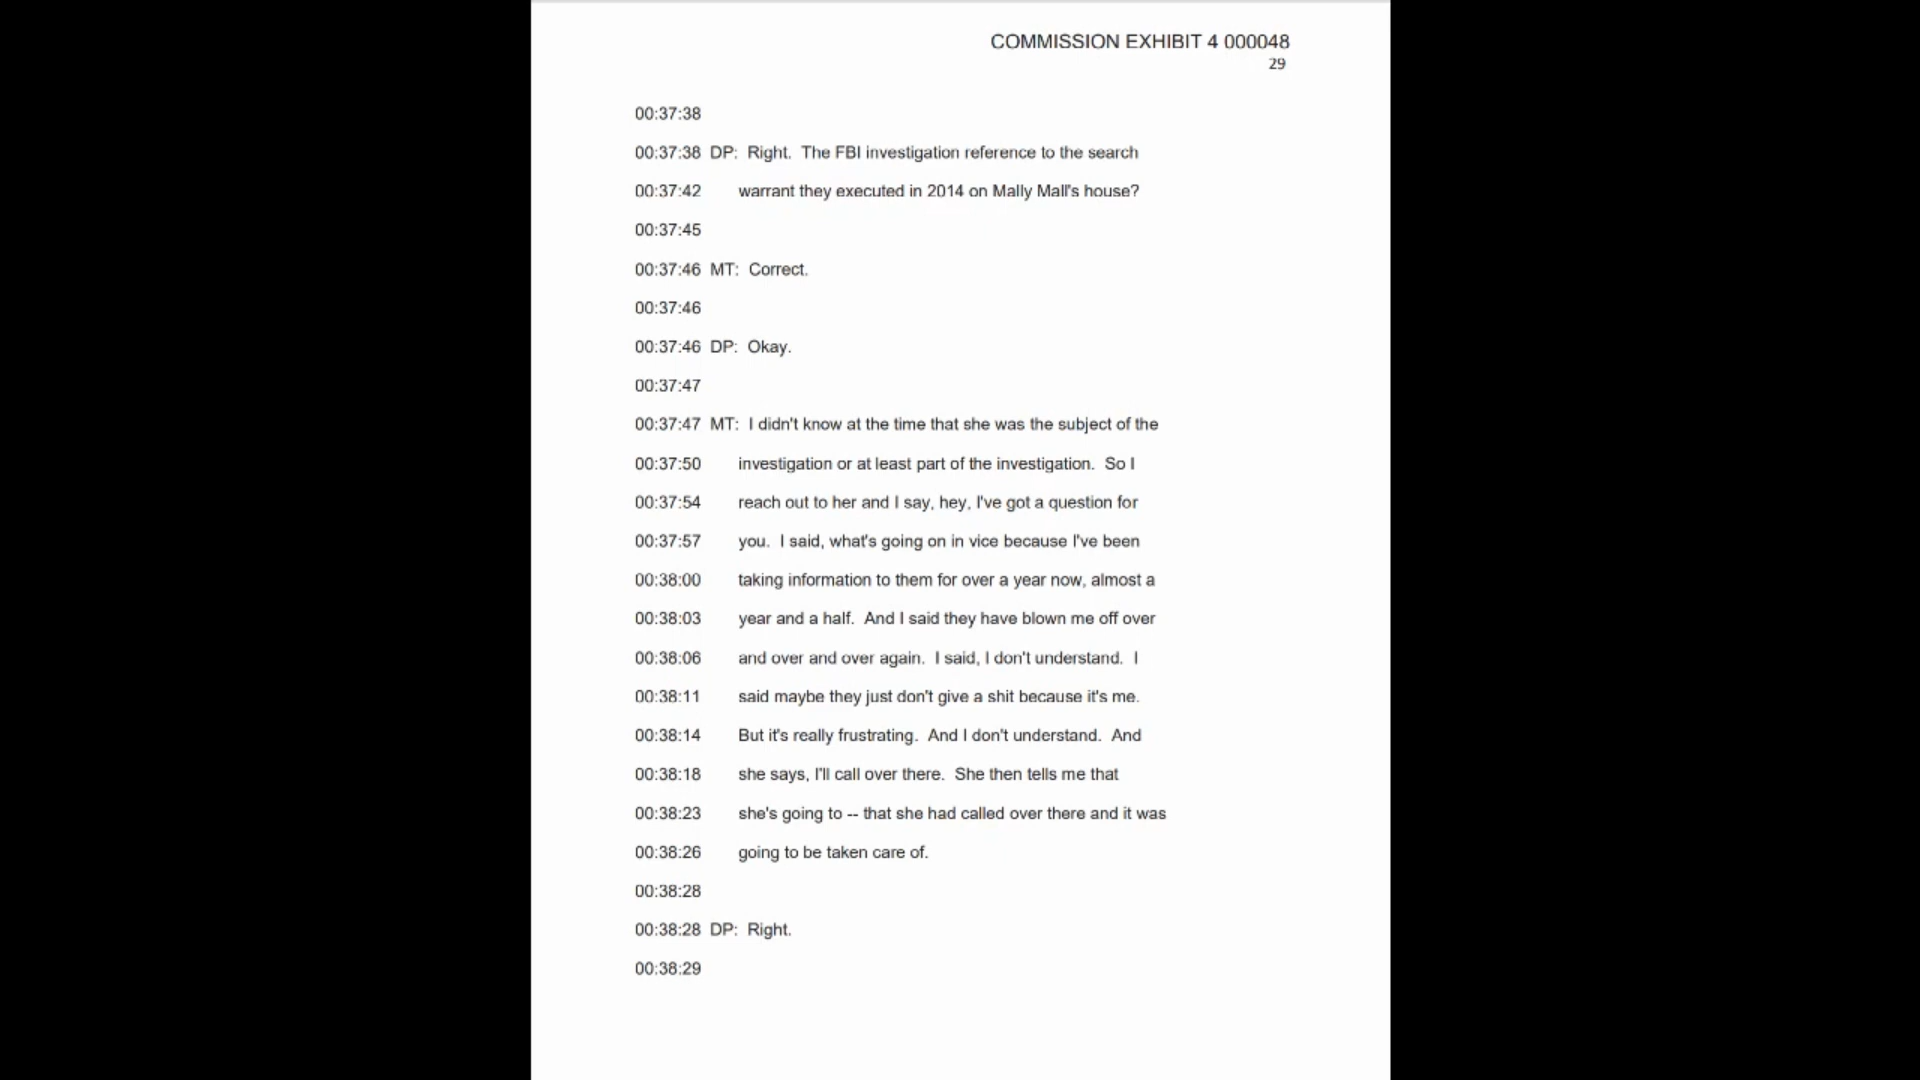 COMMISSION EXHIBIT 4 000048
29
00:37:38
00:37:38 DP: Right. The FBI investigation reference to the search
00:37:42 warrant they executed in 2014 on Mally Mall's house?
00:37:45
00:37:46 MT: Correct.
00:37:46
00:37:46 DP: Okay.
00:37:47
00:37:47 MT: I didn't know at the time that she was the subject of the
00:37:50 investigation or at least part of the investigation. So I
00:37:54 reach out to her and I say, hey, I've got a question for
00:37:57 you. I said, what's going on in vice because I've been
00:38:00 taking information to them for over a year now, almost a
00:38:03 year and a half. And I said they have blown me off over
00:38:06 and over and over again. I said, I don't understand. I
00:38:11 said maybe they just don't give a shit because it's me.
00:38:14 But it's really frustrating. And I don't understand. And
00:38:18 she says, I'll call over there. She then tells me that
00:38:23 she's going to -- that she had called over there and it was
00:38:26 going to be taken care of.
00:38:28
00:38:28 DP: Right.
00:38:29